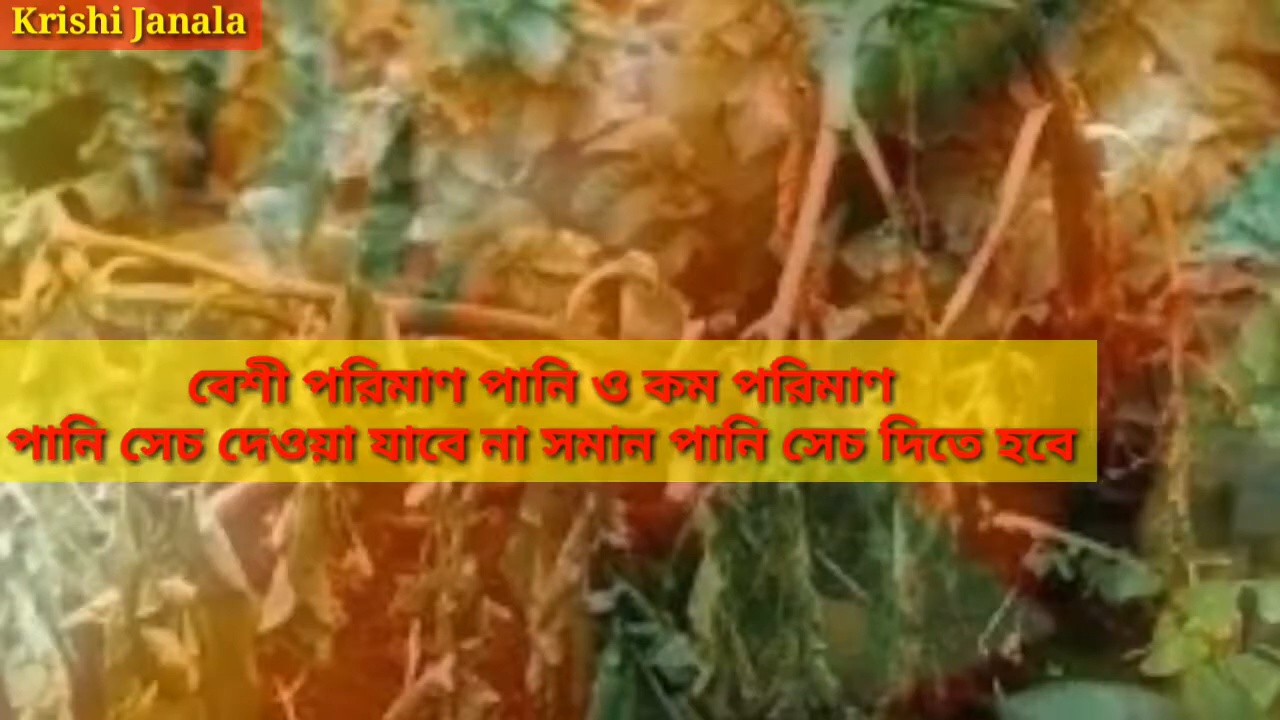 Krishi Janala
বেশী পরিমাণ পানি ও কম পরিমাণ
পানি সেচ দেওয়া যাবে না সমান পানি সেচ দিতে হবে